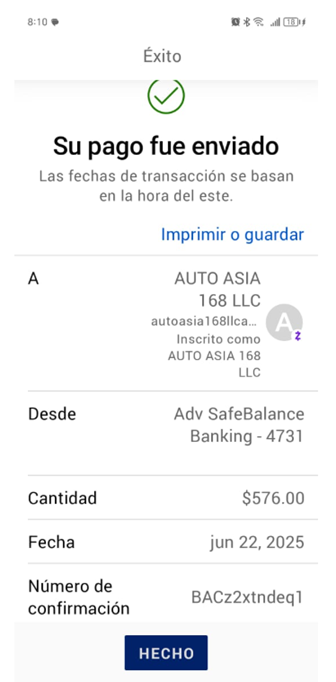 8:10
18
Éxito
Su pago fue enviado
Las fechas de transacción se basan
en la hora del este.
Imprimir o guardar
A
AUTO ASIA
168 LLC
autoasia168llca...
Inscrito como
AUTO ASIA 168
LLC
A
Desde
Adv SafeBalance
Banking - 4731
Cantidad
$576.00
Fecha
jun 22, 2025
Número de
confirmación
BACz2xtndeq1
HECHO